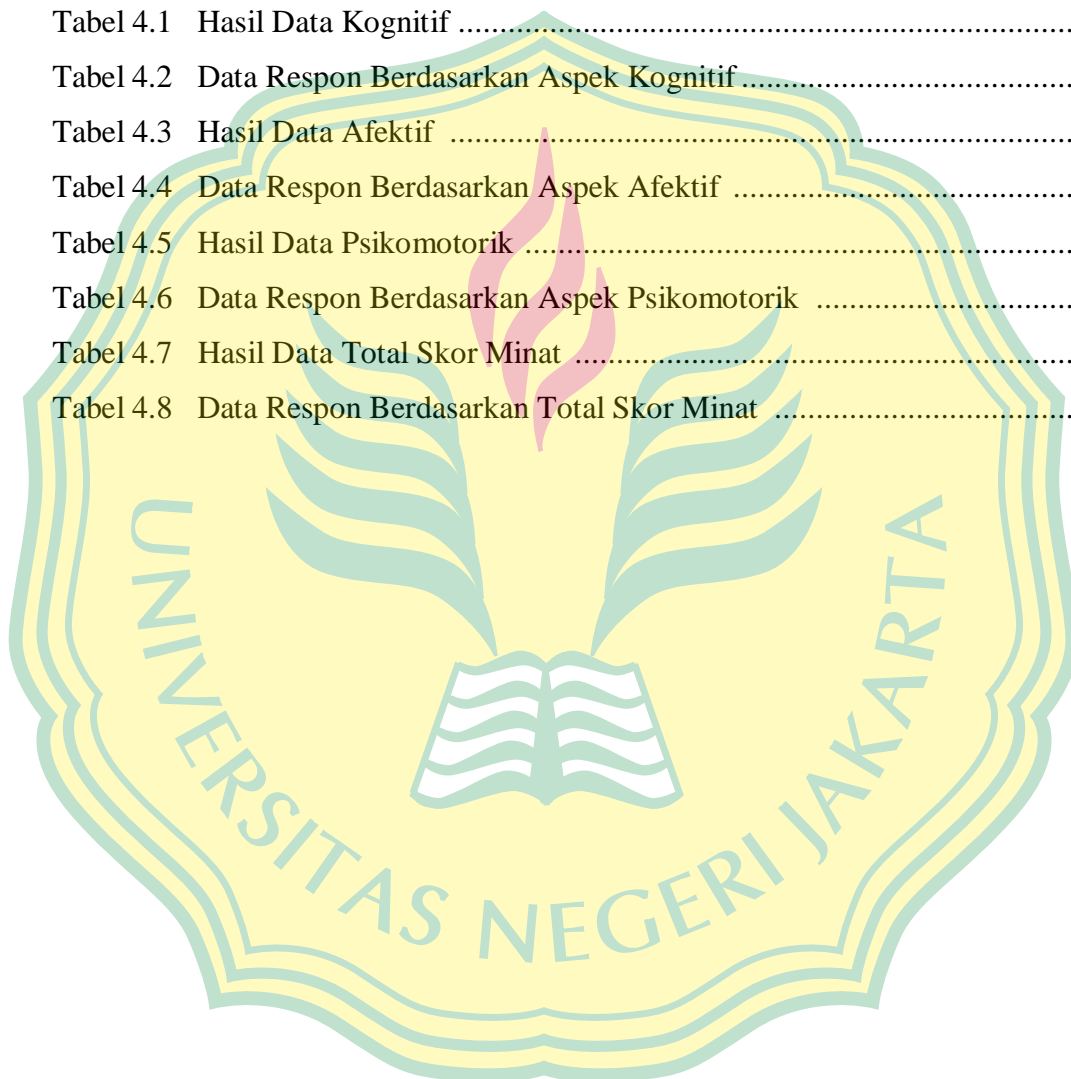 Tabel 4.1 Hasil Data Kognitif ....................................................................................
Tabel 4.2 Data Respon Berdasarkan Aspek Kognitif .............................................
Tabel 4.3 Hasil Data Afektif .....................................................................................
Tabel 4.4 Data Respon Berdasarkan Aspek Afektif ..............................................
Tabel 4.5 Hasil Data Psikomotorik ..........................................................................
Tabel 4.6 Data Respon Berdasarkan Aspek Psikomotorik ...................................
Tabel 4.7 Hasil Data Total Skor Minat ....................................................................
Tabel 4.8 Data Respon Berdasarkan Total Skor Minat ........................................
UNIVERSITAS NEGERI JAKARTA